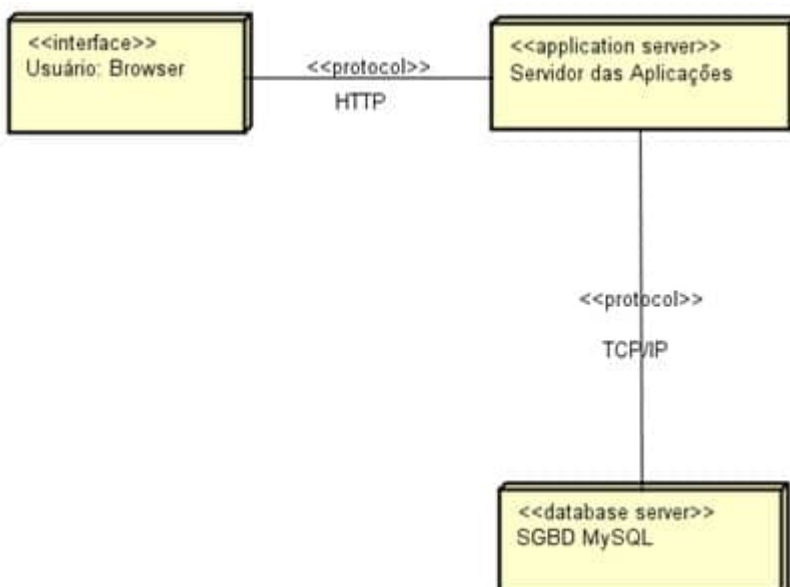 <<interface>>
Usuário: Browser
<<protocol>>
HTTP
<<application server>>
Servidor das Aplicações
<<protocol>>
TCP/IP
<<database server>>
SGBD MySQL